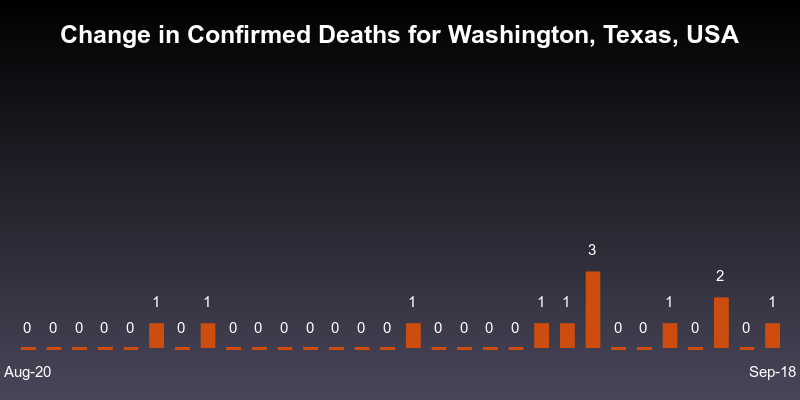 Change in Confirmed Deaths for Washington, Texas, USA
3
2
1 1 1 1 1 1 1
0 0 0 0 0 0 0 0 0 0 0 0 0 0 0 0 0 0 0 0 0
Aug-20 Sep-18